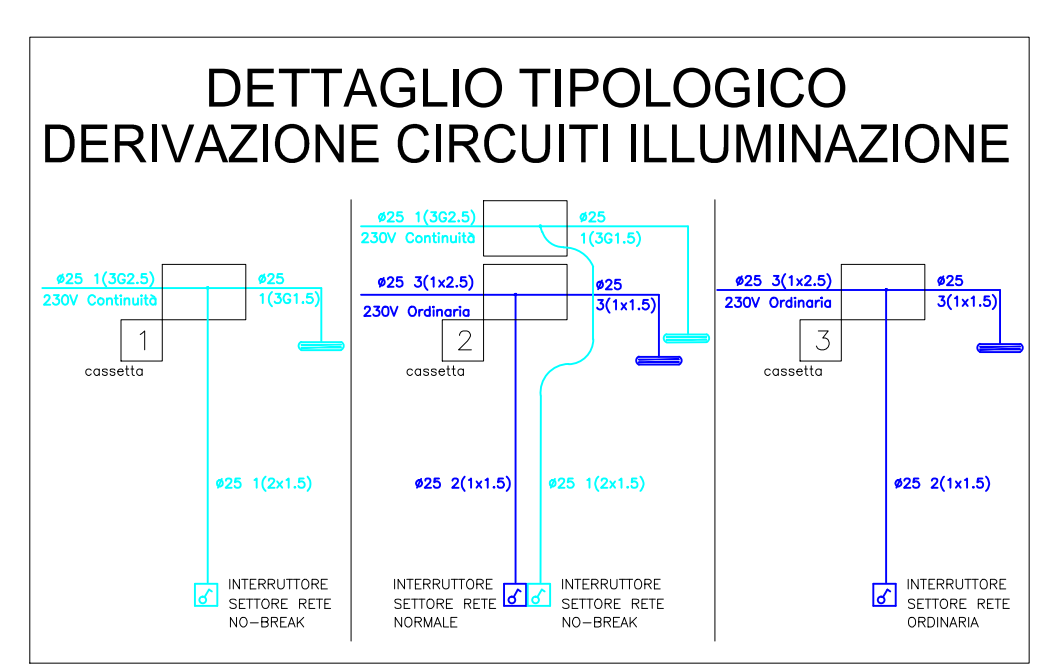 DETTAGLIO TIPOLOGICO
DERIVAZIONE CIRCUITI ILLUMINAZIONE
ø25 1(3G2.5)
230V Continuità
ø25
1(3G1.5)
1
cassetta
ø25 1(2x1.5)
INTERRUTTORE
SETTORE RETE
NO-BREAK
ø25 1(3G2.5)
230V Continuità
ø25
1(3G1.5)
ø25 3(1x2.5)
230V Ordinaria
ø25
3(1x1.5)
2
cassetta
ø25 2(1x1.5)
ø25 1(2x1.5)
INTERRUTTORE
SETTORE RETE
NORMALE
INTERRUTTORE
SETTORE RETE
NO-BREAK
ø25 3(1x2.5)
230V Ordinaria
ø25
3(1x1.5)
3
cassetta
ø25 2(1x1.5)
INTERRUTTORE
SETTORE RETE
ORDINARIA